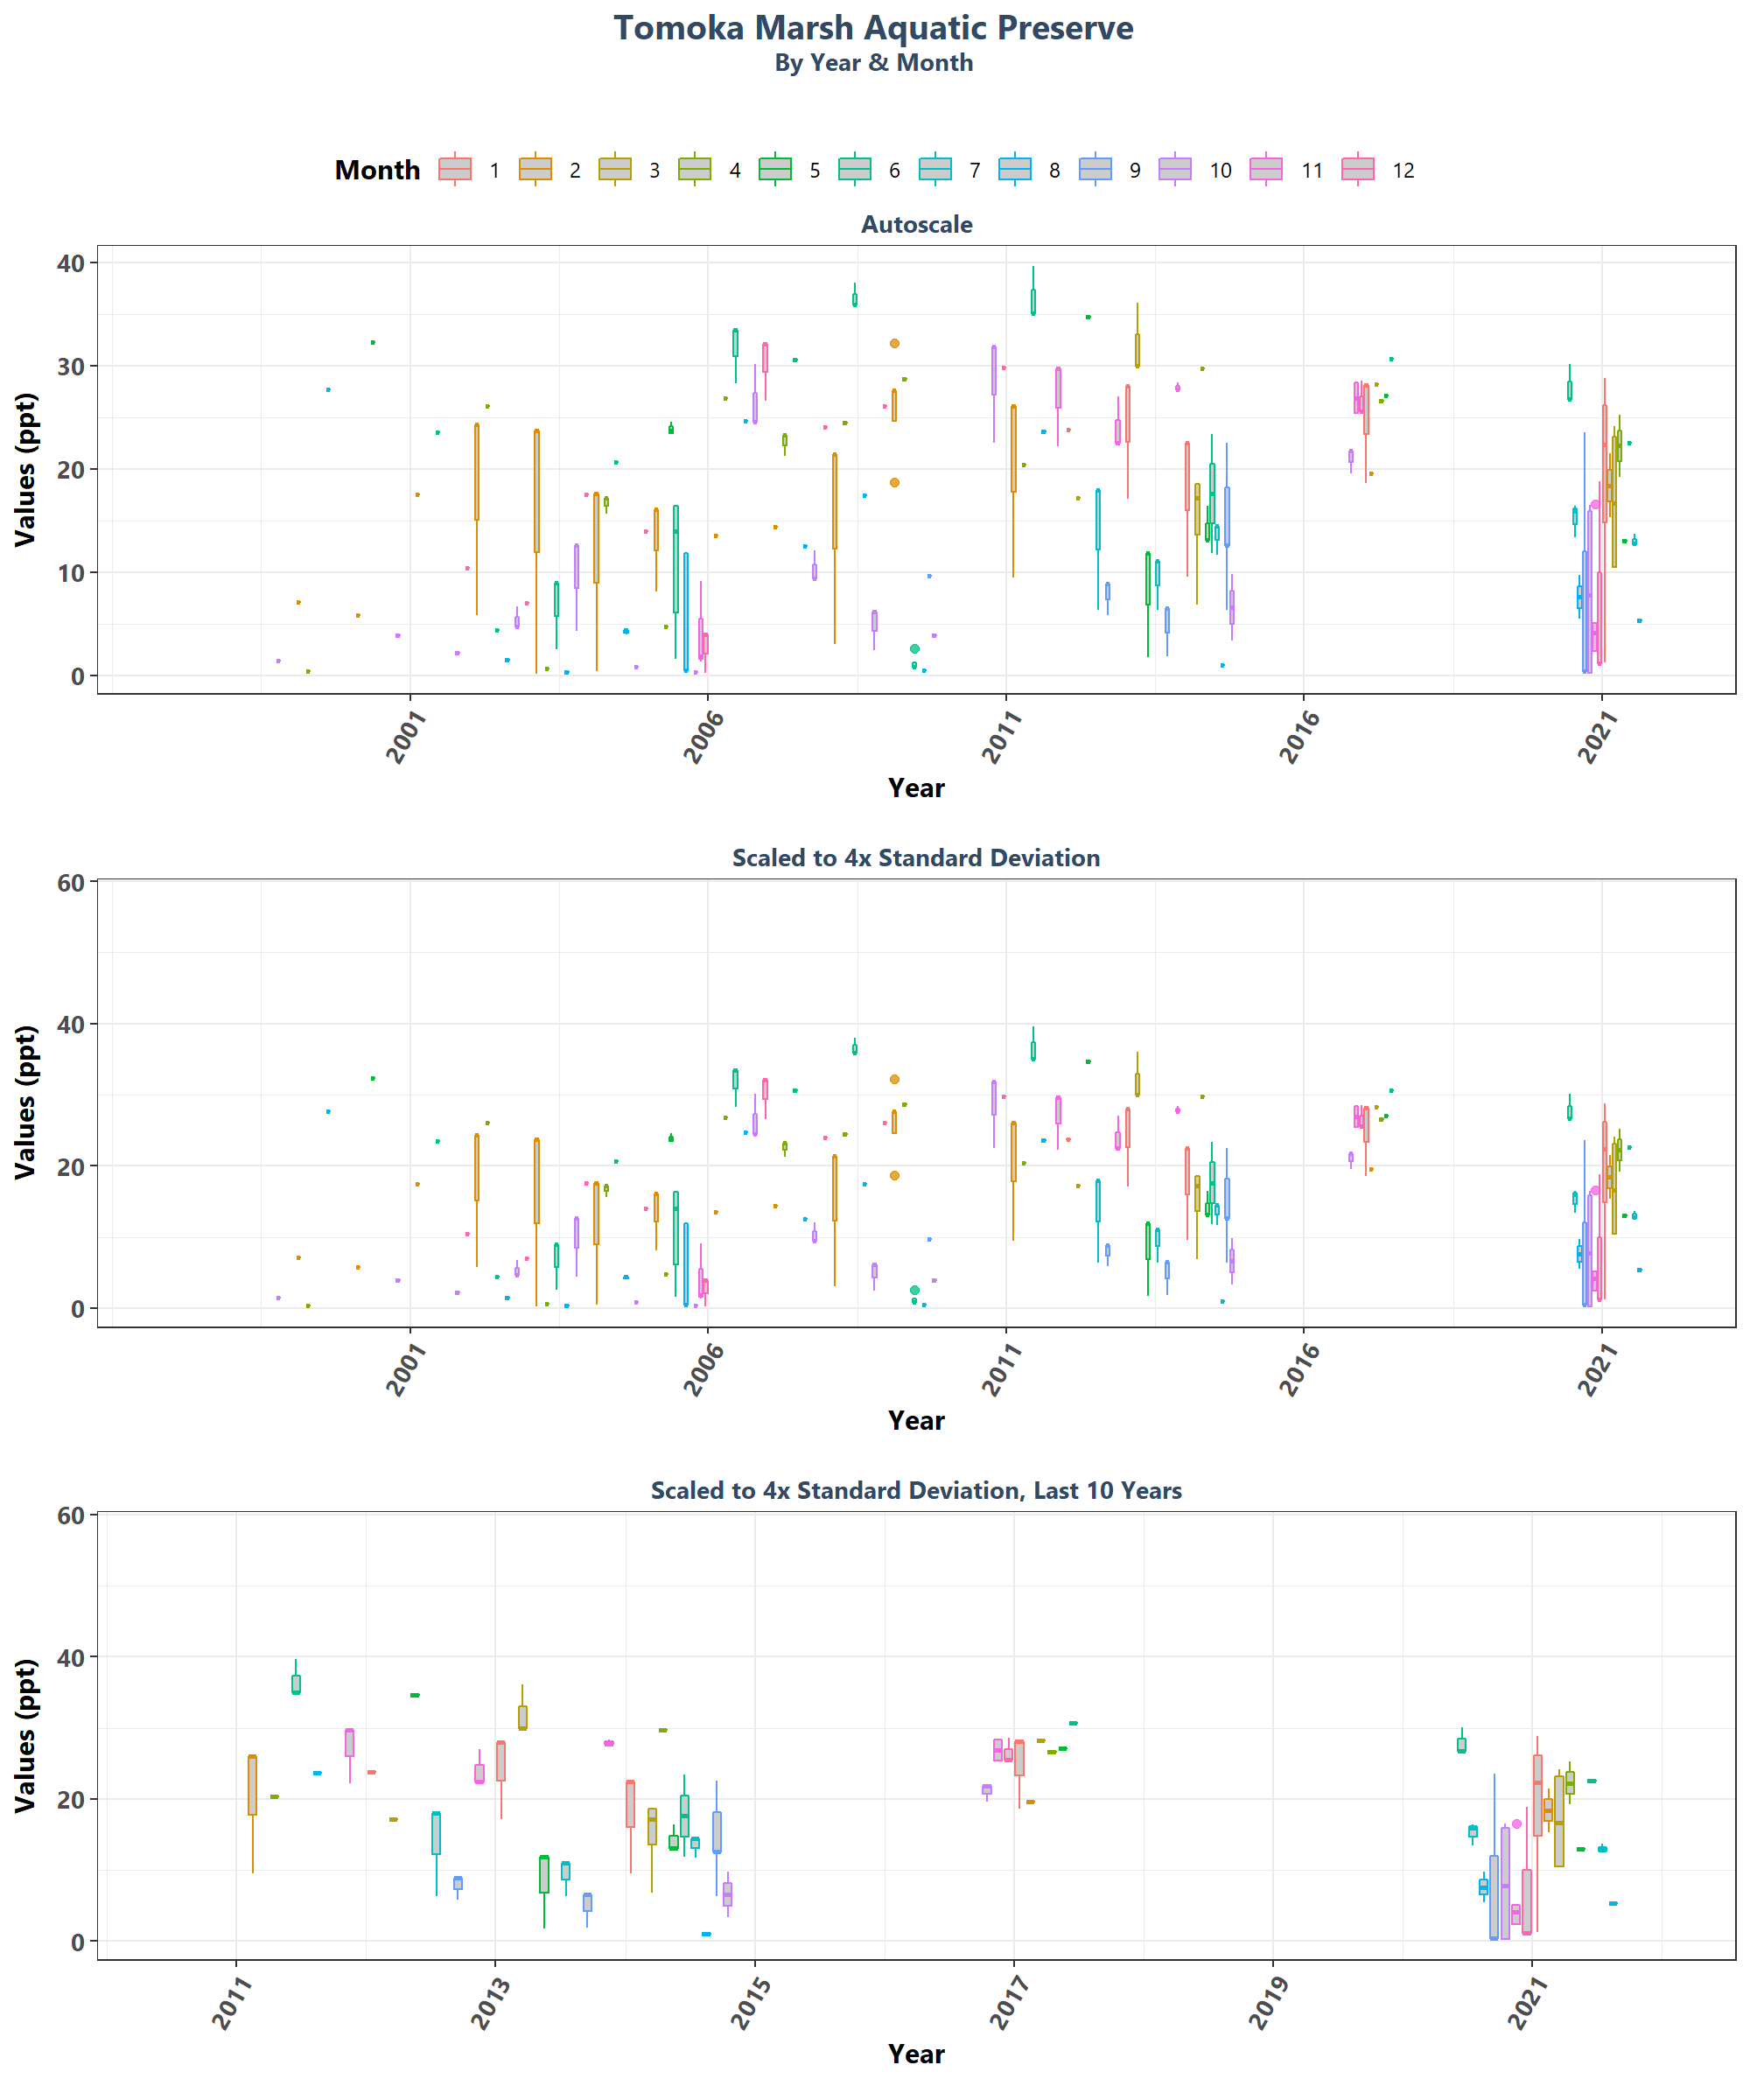 Tomoka Marsh Aquatic Preserve
By Year & Month
Month 1 2 3 4 5 6 7 8 9 10 11 12
Autoscale
Values (ppt)
40
30
20
10
0
2001 2006 2011 2016 2021
Year
Scaled to 4x Standard Deviation
Values (ppt)
60
40
20
0
2001 2006 2011 2016 2021
Year
Scaled to 4x Standard Deviation, Last 10 Years
Values (ppt)
60
40
20
0
2011 2013 2015 2017 2019 2021
Year